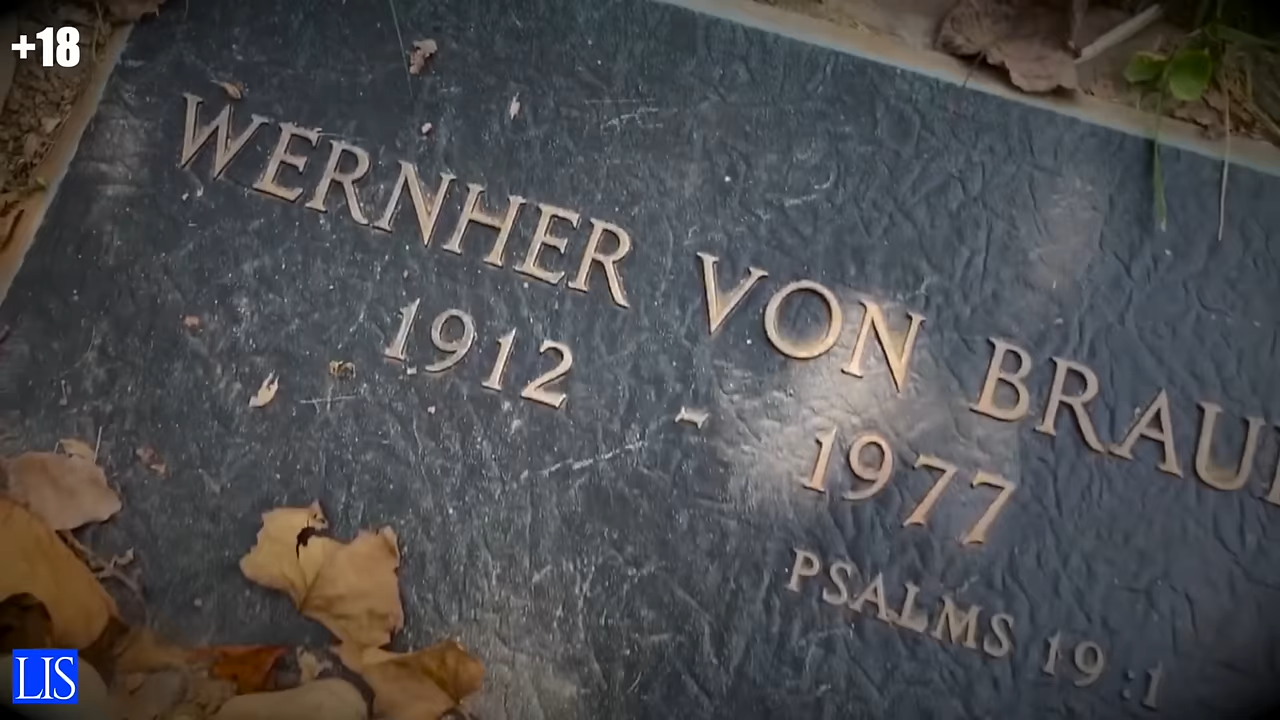 +18
WERNHER VON BRAU
1912 - 1977
PSALMS 19:1
LIS